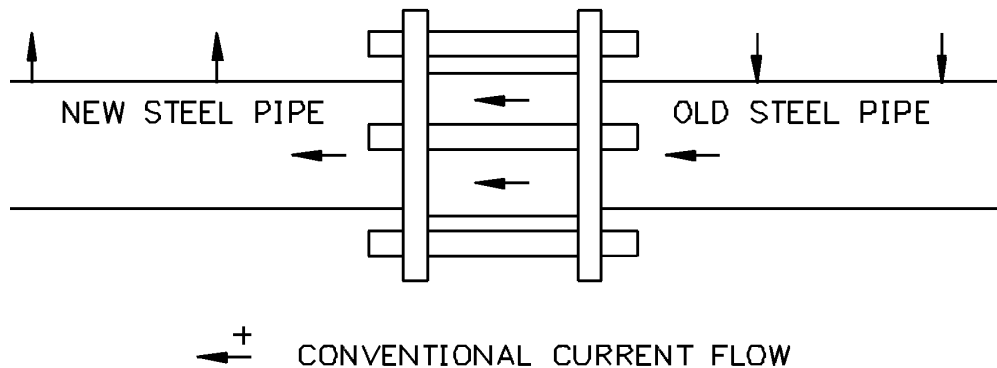 NEW STEEL PIPE
OLD STEEL PIPE
+
CONVENTIONAL CURRENT FLOW